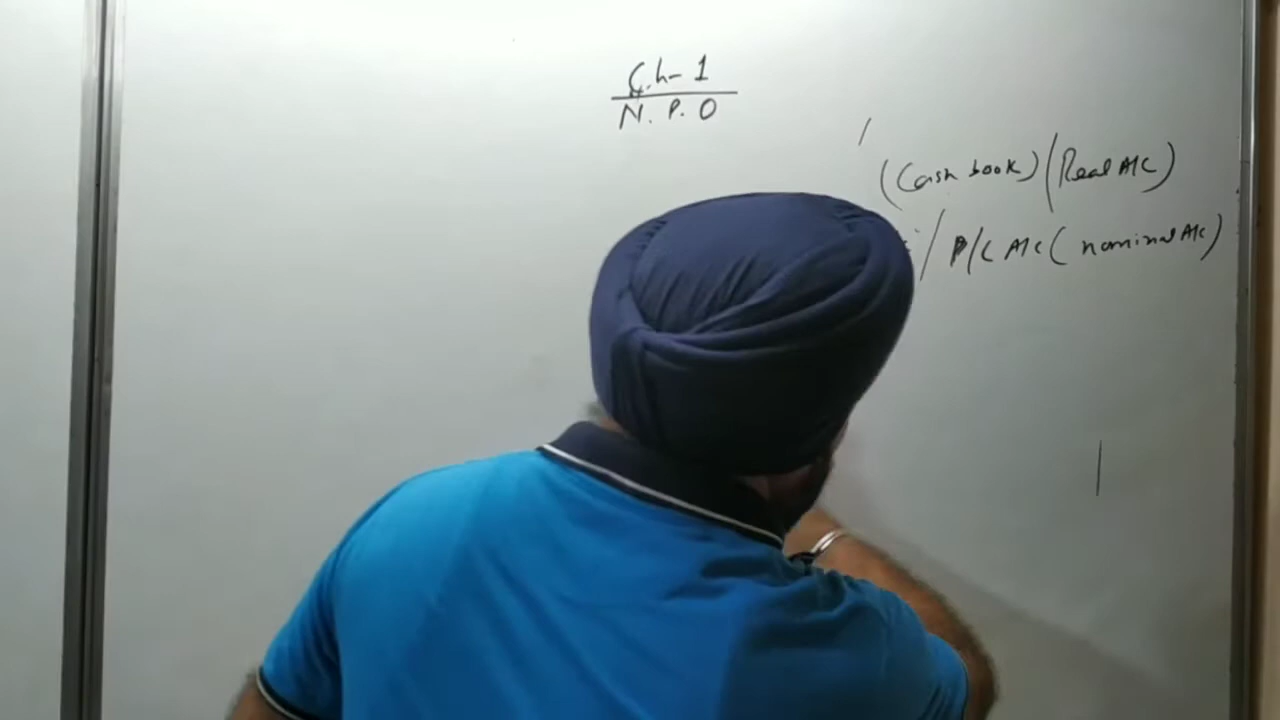 Ch-1
N.P.O
(Cash book)/(Real A/C)
/ P/L A/c ( nominal A/c)